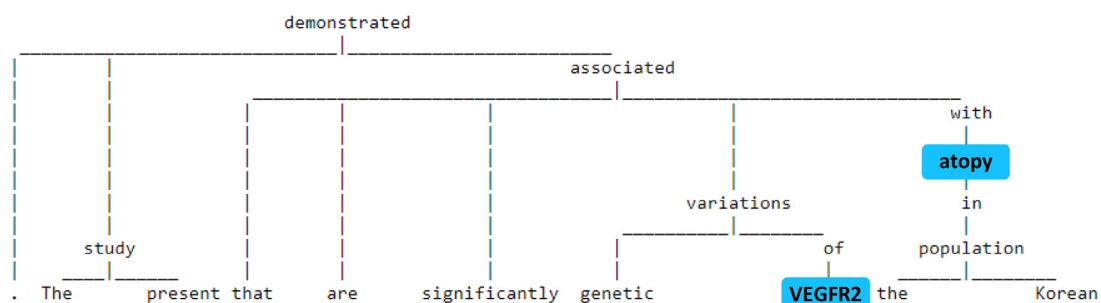 demonstrated
associated
with
atopy
variations in
study of population
. The present that are significantly genetic VEGFR2 the Korean